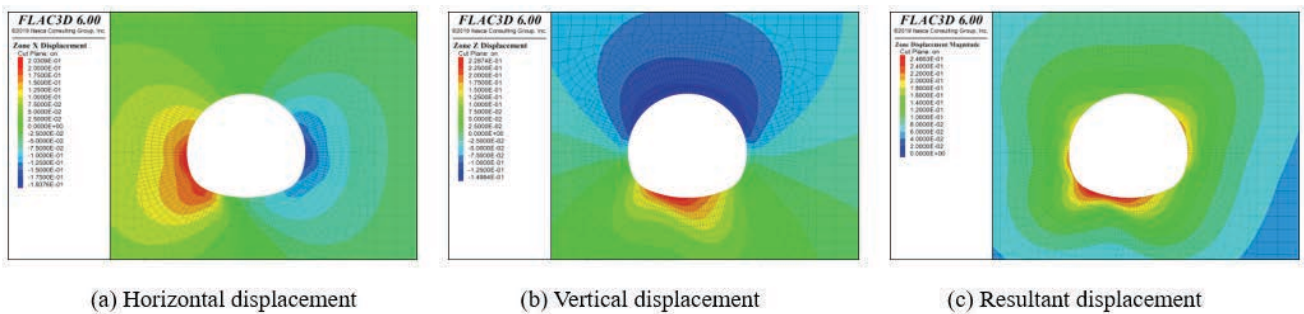 FLAC3D 6.00
©2019 Itasca Consulting Group, Inc.
Zone X Displacement
Cut Plane: on
2.0309E-01
2.0000E-01
1.7500E-01
1.5000E-01
1.2500E-01
1.0000E-01
7.5000E-02
5.0000E-02
2.5000E-02
0.0000E+00
-2.5000E-02
-5.0000E-02
-7.5000E-02
-1.0000E-01
-1.2500E-01
-1.5000E-01
-1.7500E-01
-1.8376E-01
FLAC3D 6.00
©2019 Itasca Consulting Group, Inc.
Zone Z Displacement
Cut Plane: on
2.2500E-01
2.0000E-01
1.7500E-01
1.5000E-01
1.2500E-01
1.0000E-01
7.5000E-02
5.0000E-02
2.5000E-02
0.0000E+00
-2.5000E-02
-5.0000E-02
-7.5000E-02
-1.0000E-01
-1.2500E-01
FLAC3D 6.00
©2019 Itasca Consulting Group, Inc.
Zone Displacement Magnitude
Cut Plane: on
2.4000E-01
2.2000E-01
2.0000E-01
1.8000E-01
1.6000E-01
1.4000E-01
1.2000E-01
1.0000E-01
8.0000E-02
6.0000E-02
4.0000E-02
2.0000E-02
0.0000E+00
(a) Horizontal displacement
(b) Vertical displacement
(c) Resultant displacement